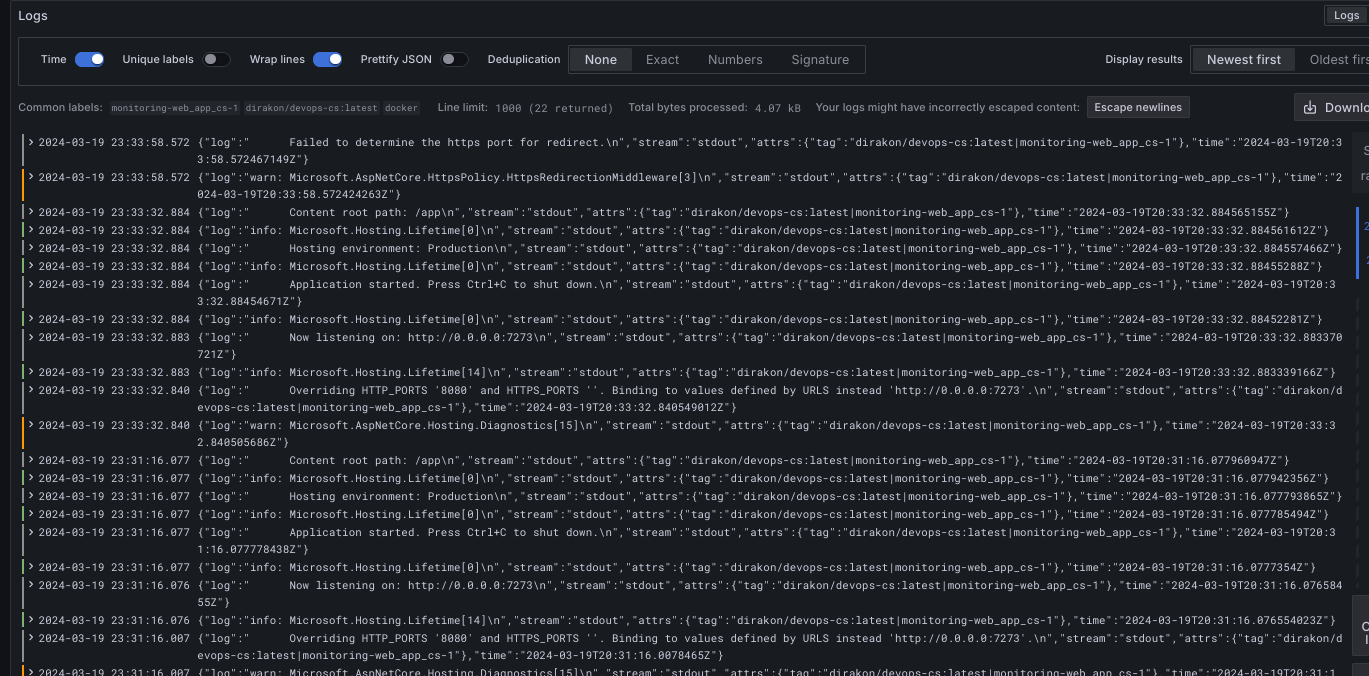 Logs
Logs
Time Unique labels Wrap lines Prettify JSON Deduplication None Exact Numbers Signature Display results Newest first Oldest firs
Common labels: monitoring-web_app_cs-1 dirakon/devops-cs:latest docker Line limit: 1000 (22 returned) Total bytes processed: 4.07 kB Your logs might have incorrectly escaped content: Escape newlines Downlo
2024-03-19 23:33:58.572 {"log":"      Failed to determine the https port for redirect.\n","stream":"stdout","attrs":{"tag":"dirakon/devops-cs:latest|monitoring-web_app_cs-1"},"time":"2024-03-19T20:3
3:58.572467149Z"}
2024-03-19 23:33:58.572 {"log":"warn: Microsoft.AspNetCore.HttpsPolicy.HttpsRedirectionMiddleware[3]\n","stream":"stdout","attrs":{"tag":"dirakon/devops-cs:latest|monitoring-web_app_cs-1"},"time":"2
024-03-19T20:33:58.572424263Z"}
2024-03-19 23:33:32.884 {"log":"      Content root path: /app\n","stream":"stdout","attrs":{"tag":"dirakon/devops-cs:latest|monitoring-web_app_cs-1"},"time":"2024-03-19T20:33:32.884565155Z"}
2024-03-19 23:33:32.884 {"log":"info: Microsoft.Hosting.Lifetime[0]\n","stream":"stdout","attrs":{"tag":"dirakon/devops-cs:latest|monitoring-web_app_cs-1"},"time":"2024-03-19T20:33:32.884561612Z"}
2024-03-19 23:33:32.884 {"log":"      Hosting environment: Production\n","stream":"stdout","attrs":{"tag":"dirakon/devops-cs:latest|monitoring-web_app_cs-1"},"time":"2024-03-19T20:33:32.884557466Z"}
2024-03-19 23:33:32.884 {"log":"info: Microsoft.Hosting.Lifetime[0]\n","stream":"stdout","attrs":{"tag":"dirakon/devops-cs:latest|monitoring-web_app_cs-1"},"time":"2024-03-19T20:33:32.88455288Z"}
2024-03-19 23:33:32.884 {"log":"      Application started. Press Ctrl+C to shut down.\n","stream":"stdout","attrs":{"tag":"dirakon/devops-cs:latest|monitoring-web_app_cs-1"},"time":"2024-03-19T20:3
3:32.88454671Z"}
2024-03-19 23:33:32.884 {"log":"info: Microsoft.Hosting.Lifetime[0]\n","stream":"stdout","attrs":{"tag":"dirakon/devops-cs:latest|monitoring-web_app_cs-1"},"time":"2024-03-19T20:33:32.88452281Z"}
2024-03-19 23:33:32.883 {"log":"      Now listening on: http://0.0.0.0:7273\n","stream":"stdout","attrs":{"tag":"dirakon/devops-cs:latest|monitoring-web_app_cs-1"},"time":"2024-03-19T20:33:32.883370
721Z"}
2024-03-19 23:33:32.883 {"log":"info: Microsoft.Hosting.Lifetime[14]\n","stream":"stdout","attrs":{"tag":"dirakon/devops-cs:latest|monitoring-web_app_cs-1"},"time":"2024-03-19T20:33:32.883339166Z"}
2024-03-19 23:33:32.840 {"log":"      Overriding HTTP_PORTS '8080' and HTTPS_PORTS ''. Binding to values defined by URLS instead 'http://0.0.0.0:7273'.\n","stream":"stdout","attrs":{"tag":"dirakon/d
evops-cs:latest|monitoring-web_app_cs-1"},"time":"2024-03-19T20:33:32.840549012Z"}
2024-03-19 23:33:32.840 {"log":"warn: Microsoft.AspNetCore.Hosting.Diagnostics[15]\n","stream":"stdout","attrs":{"tag":"dirakon/devops-cs:latest|monitoring-web_app_cs-1"},"time":"2024-03-19T20:33:3
2.840505686Z"}
2024-03-19 23:31:16.077 {"log":"      Content root path: /app\n","stream":"stdout","attrs":{"tag":"dirakon/devops-cs:latest|monitoring-web_app_cs-1"},"time":"2024-03-19T20:31:16.077960947Z"}
2024-03-19 23:31:16.077 {"log":"info: Microsoft.Hosting.Lifetime[0]\n","stream":"stdout","attrs":{"tag":"dirakon/devops-cs:latest|monitoring-web_app_cs-1"},"time":"2024-03-19T20:31:16.077942356Z"}
2024-03-19 23:31:16.077 {"log":"      Hosting environment: Production\n","stream":"stdout","attrs":{"tag":"dirakon/devops-cs:latest|monitoring-web_app_cs-1"},"time":"2024-03-19T20:31:16.077793865Z"}
2024-03-19 23:31:16.077 {"log":"info: Microsoft.Hosting.Lifetime[0]\n","stream":"stdout","attrs":{"tag":"dirakon/devops-cs:latest|monitoring-web_app_cs-1"},"time":"2024-03-19T20:31:16.077785494Z"}
2024-03-19 23:31:16.077 {"log":"      Application started. Press Ctrl+C to shut down.\n","stream":"stdout","attrs":{"tag":"dirakon/devops-cs:latest|monitoring-web_app_cs-1"},"time":"2024-03-19T20:3
1:16.077778438Z"}
2024-03-19 23:31:16.077 {"log":"info: Microsoft.Hosting.Lifetime[0]\n","stream":"stdout","attrs":{"tag":"dirakon/devops-cs:latest|monitoring-web_app_cs-1"},"time":"2024-03-19T20:31:16.0777354Z"}
2024-03-19 23:31:16.076 {"log":"      Now listening on: http://0.0.0.0:7273\n","stream":"stdout","attrs":{"tag":"dirakon/devops-cs:latest|monitoring-web_app_cs-1"},"time":"2024-03-19T20:31:16.076584
55Z"}
2024-03-19 23:31:16.076 {"log":"info: Microsoft.Hosting.Lifetime[14]\n","stream":"stdout","attrs":{"tag":"dirakon/devops-cs:latest|monitoring-web_app_cs-1"},"time":"2024-03-19T20:31:16.076554023Z"}
2024-03-19 23:31:16.007 {"log":"      Overriding HTTP_PORTS '8080' and HTTPS_PORTS ''. Binding to values defined by URLS instead 'http://0.0.0.0:7273'.\n","stream":"stdout","attrs":{"tag":"dirakon/d
evops-cs:latest|monitoring-web_app_cs-1"},"time":"2024-03-19T20:31:16.0078465Z"}
2024-03-19 23:31:16.007 {"log":"warn: Microsoft.AspNetCore.Hosting.Diagnostics[15]\n","stream":"stdout","attrs":{"tag":"dirakon/devops-cs:latest|monitoring-web_app_cs-1"},"time":"2024-03-19T20:31:1